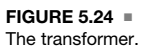 FIGURE 5.24 ■
The transformer.